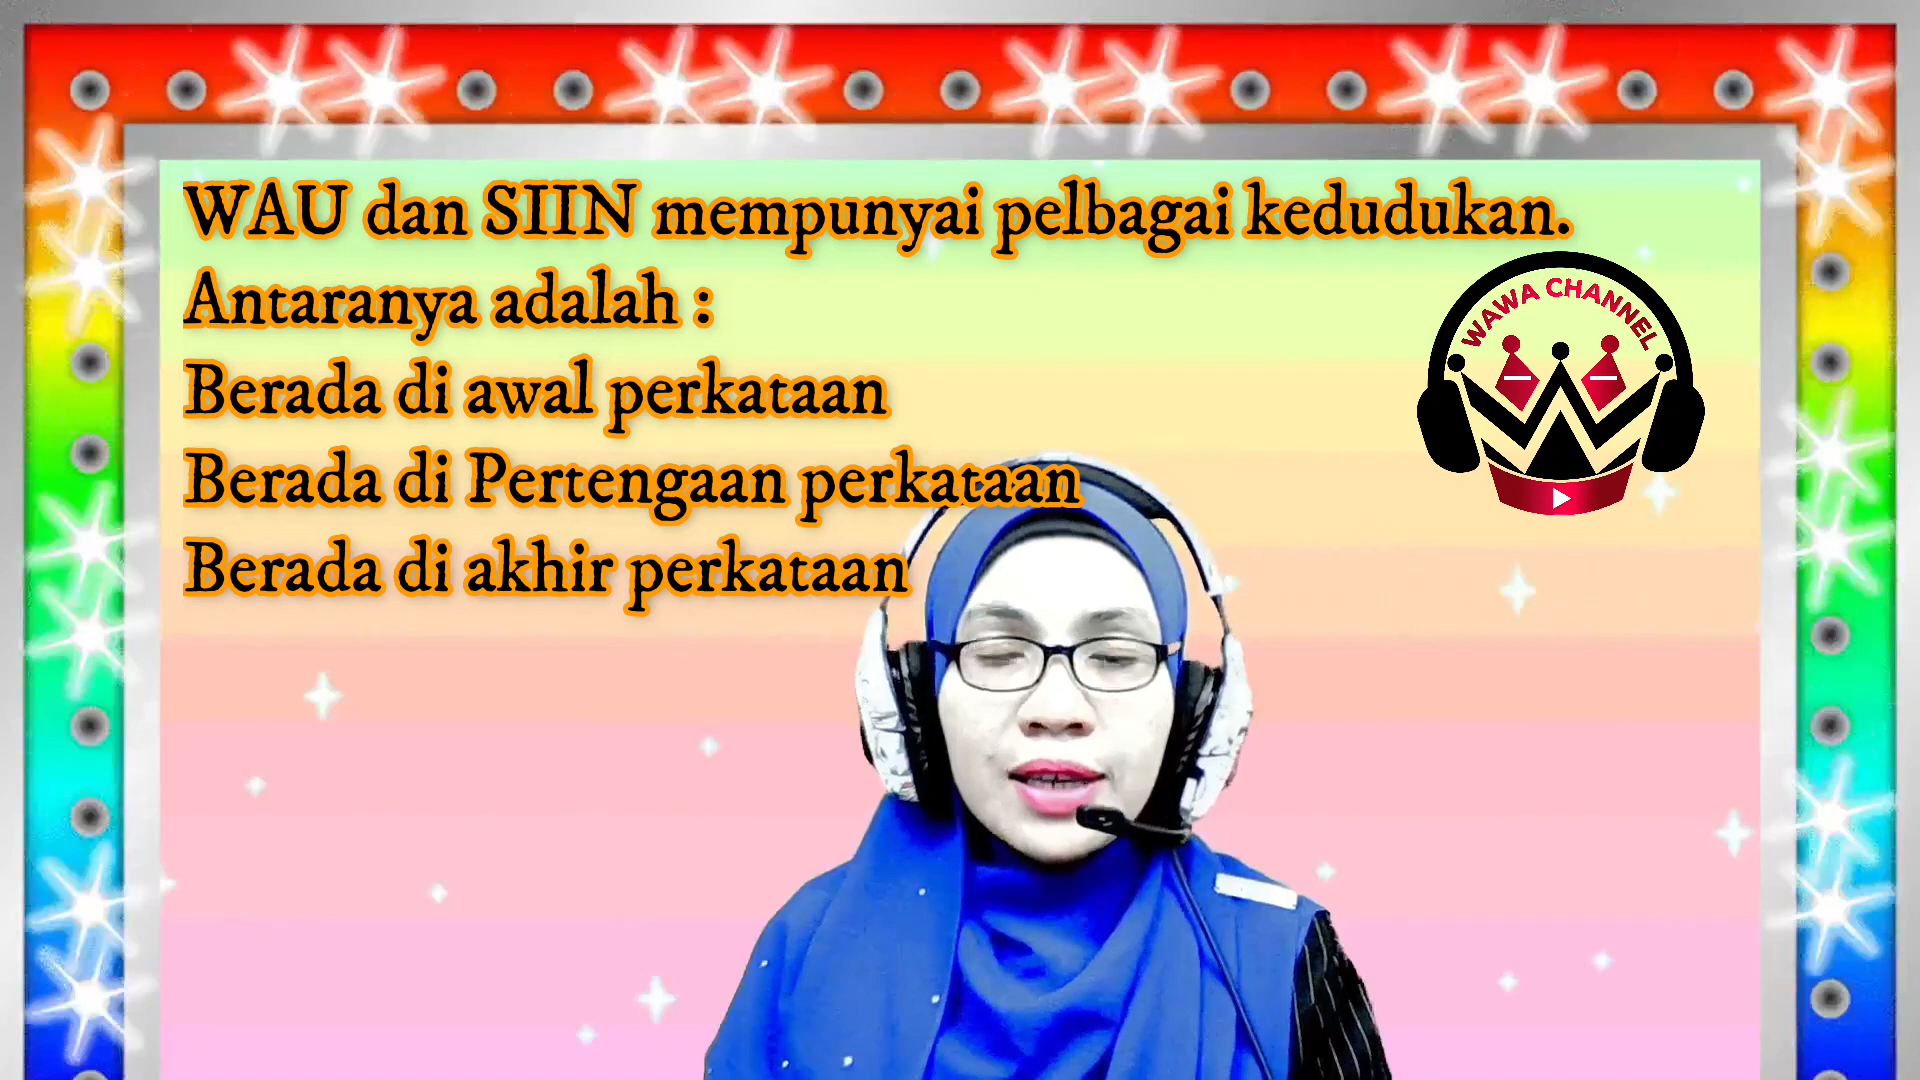 WAU dan SIIN mempunyai pelbagai kedudukan.
Antaranya adalah :
Berada di awal perkataan
Berada di Pertengaan perkataan
Berada di akhir perkataan
WAWA CHANNEL